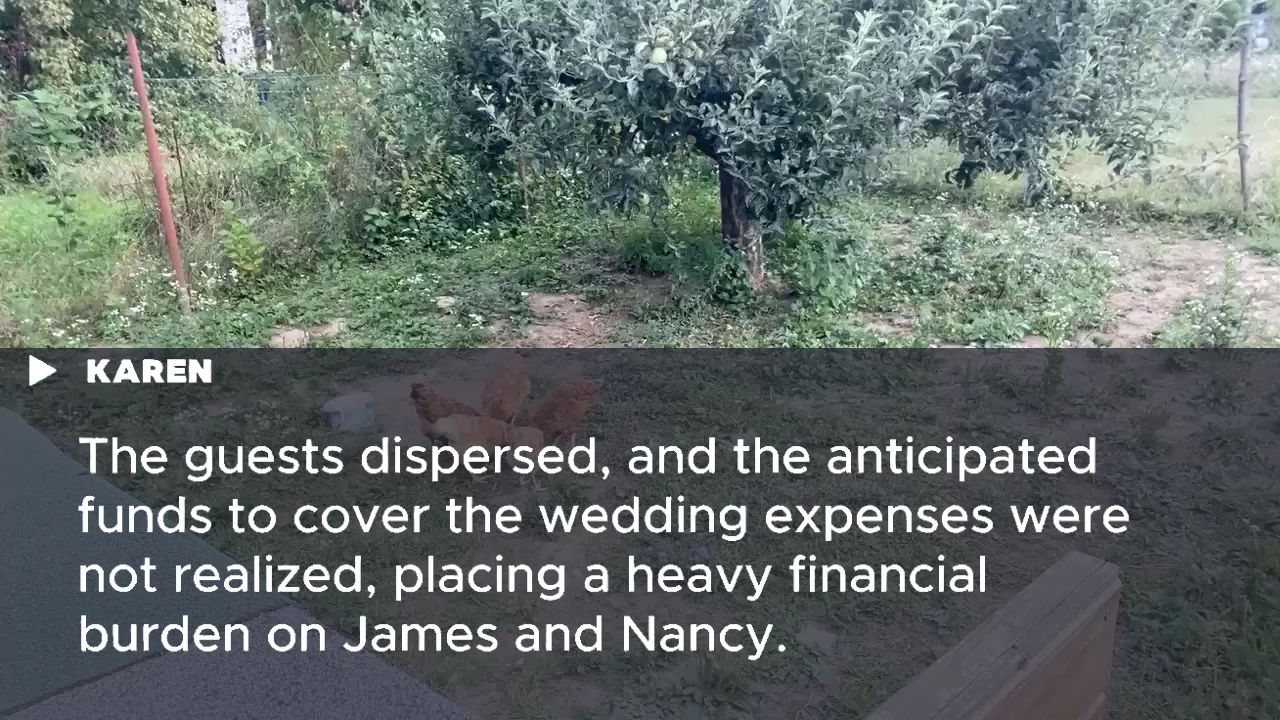 KAREN
The guests dispersed, and the anticipated
funds to cover the wedding expenses were
not realized, placing a heavy financial
burden on James and Nancy.